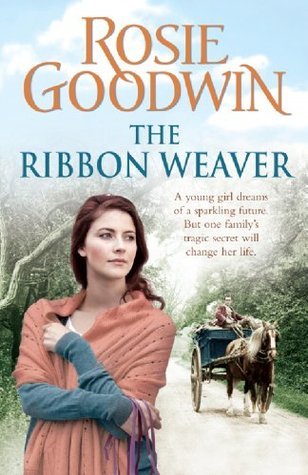 ROSIE
GOODWIN
THE
RIBBON WEAVER
A young girl dreams
of a sparkling future.
But one family's
tragic secret will
change her life.